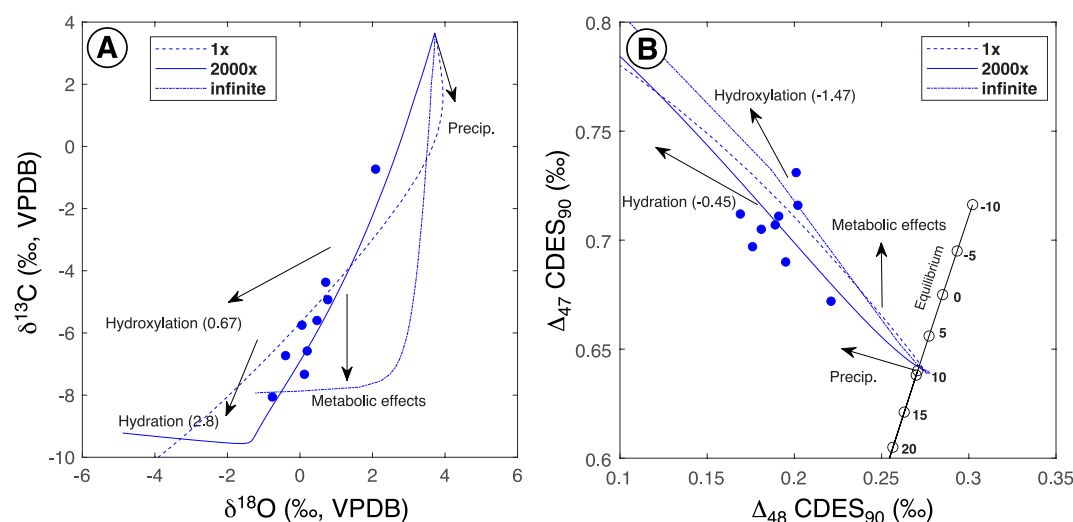 A
1x
2000x
infinite
Precip.
Hydroxylation (0.67)
Metabolic effects
Hydration (2.8)
4
2
0
-2
-4
-6
-8
-10
-6
-4
-2
0
2
4
6
δ13C (‰, VPDB)
δ18O (‰, VPDB)
B
1x
2000x
infinite
Hydroxylation (-1.47)
Hydration (-0.45)
Metabolic effects
Equilibrium
Precip.
-10
-5
0
5
10
15
20
0.8
0.75
0.7
0.65
0.6
0.1
0.15
0.2
0.25
0.3
0.35
Δ47 CDES90 (‰)
Δ48 CDES90 (‰)